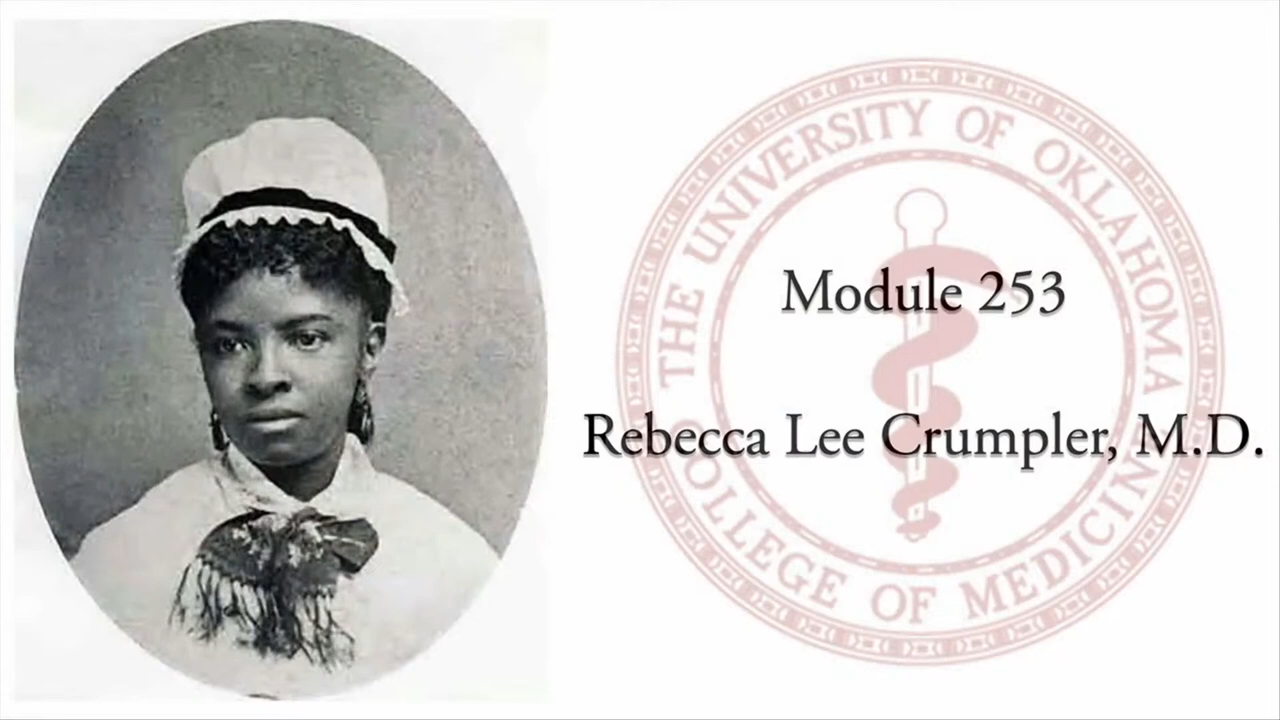 Module 253
Rebecca Lee Crumpler, M.D.
THE UNIVERSITY OF OKLAHOMA
COLLEGE OF MEDICINE